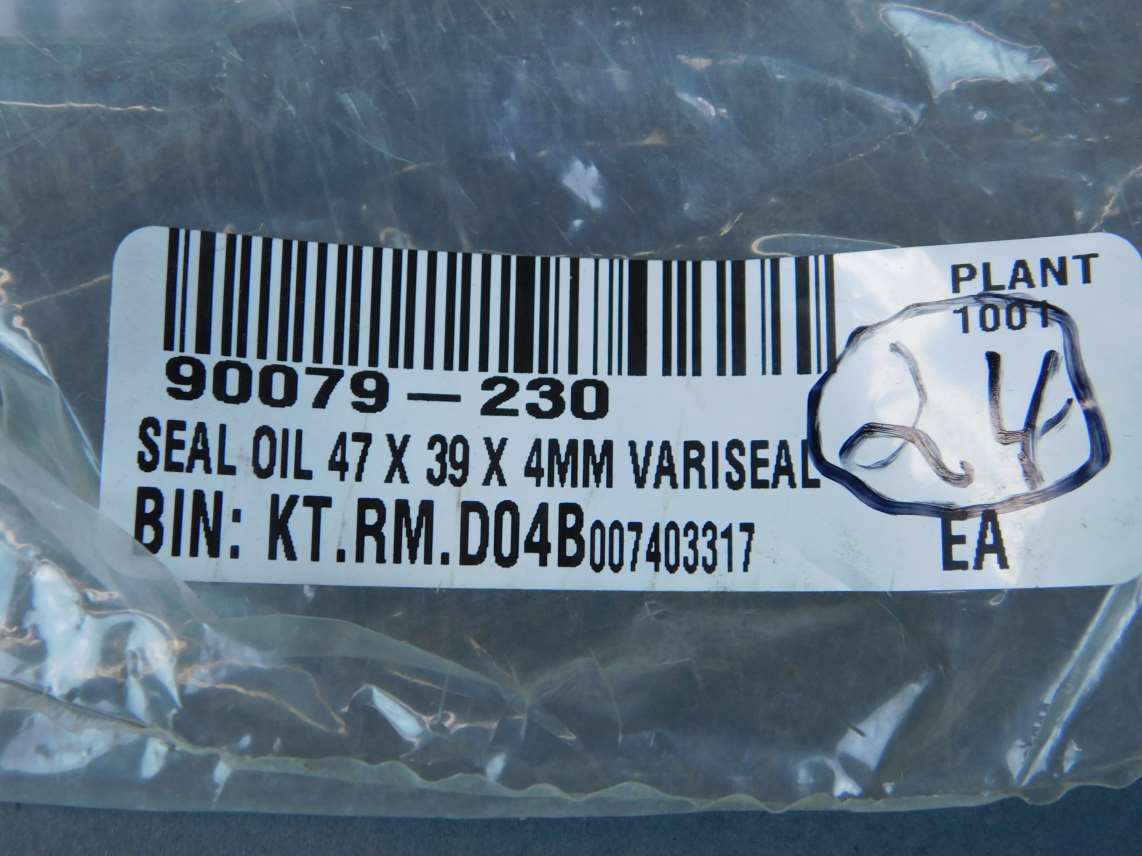 PLANT
1001
90079-230
24
SEAL OIL 47 X 39 X 4MM VARISEAL
BIN: KT.RM.D04B007403317
EA